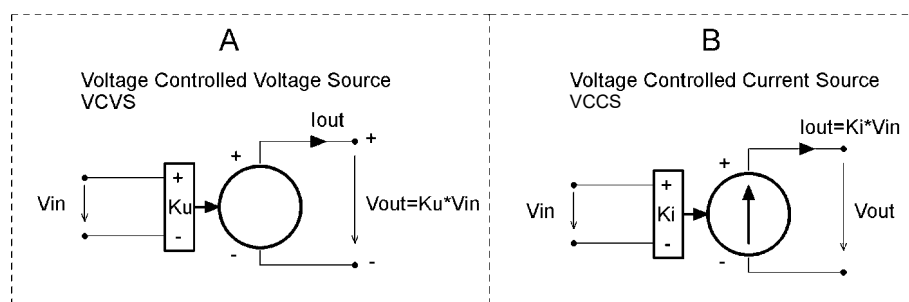 A
Voltage Controlled Voltage Source
VCVS
Iout
+
+
+
Vin
Ku
Vout=Ku*Vin
-
-
-
B
Voltage Controlled Current Source
VCCS
Iout=Ki*Vin
+
+
Vin
Ki
Vout
-
-